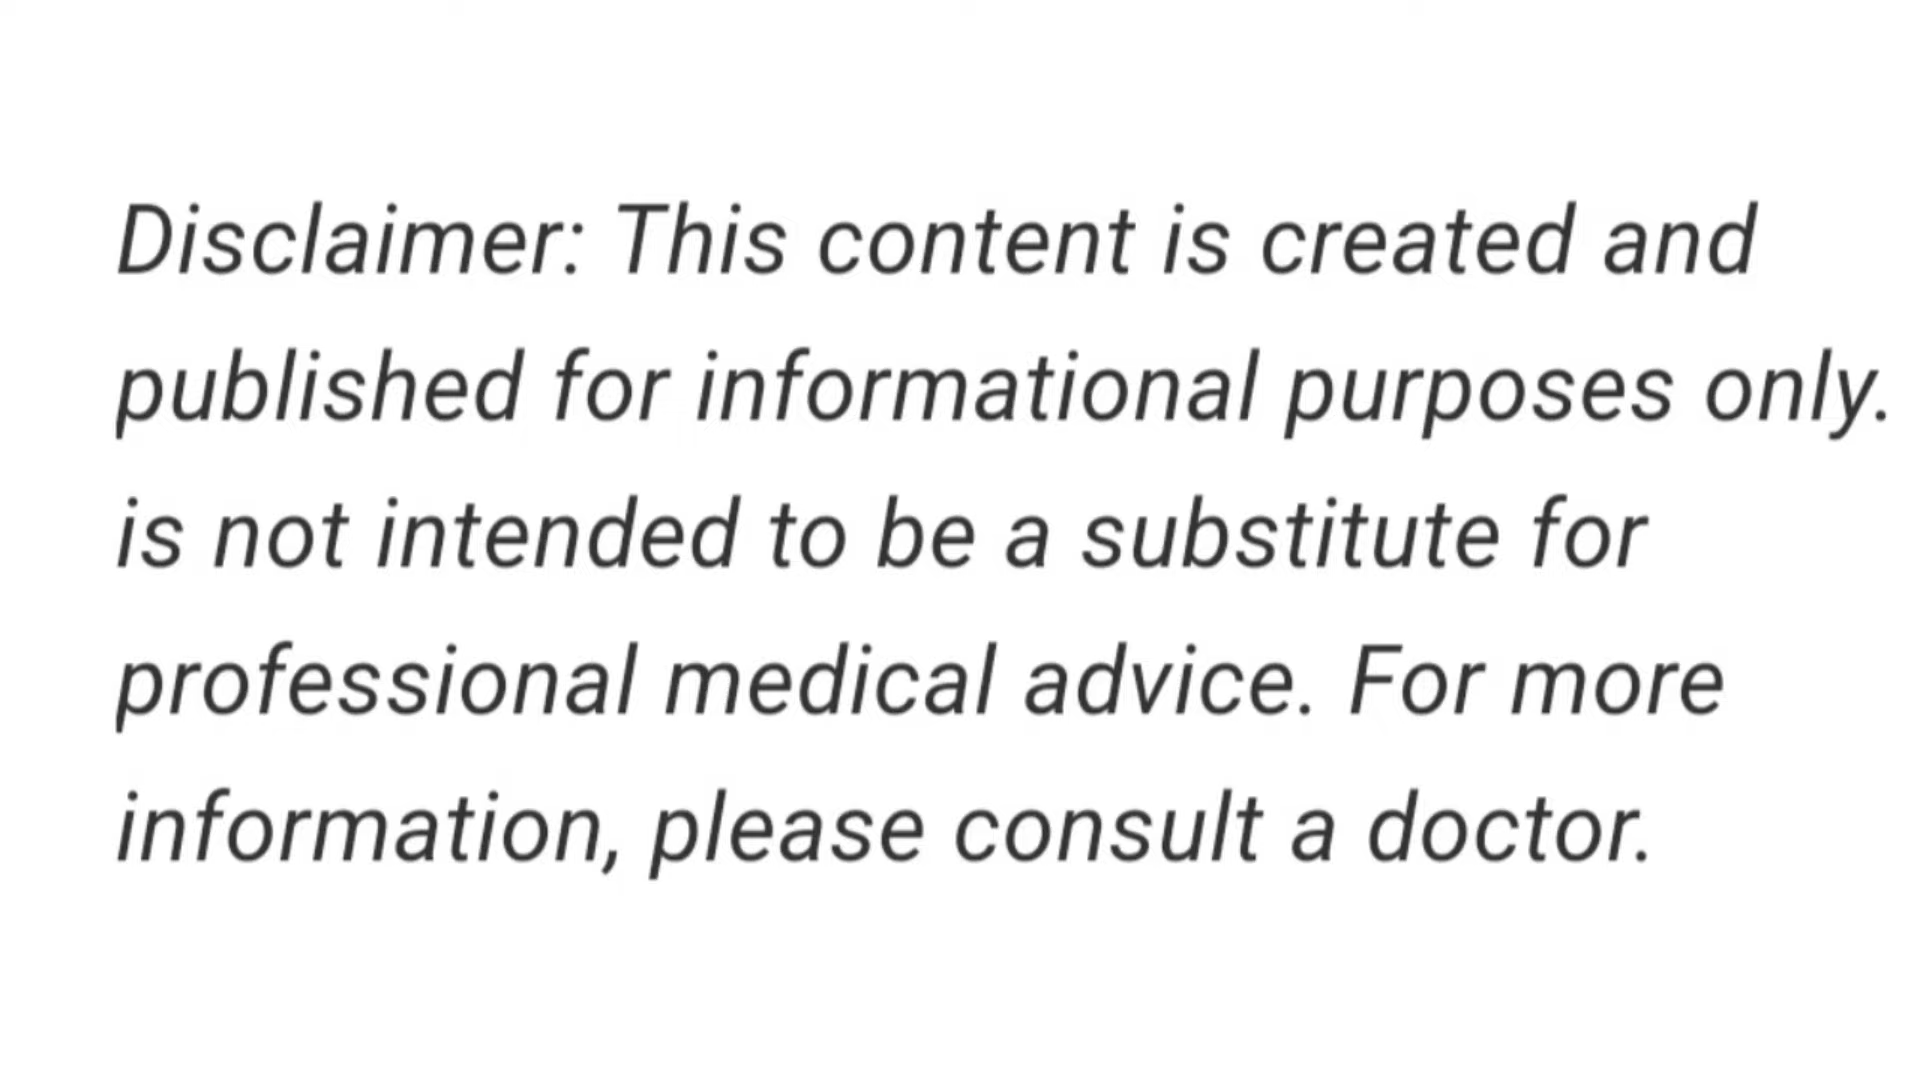 Disclaimer: This content is created and
published for informational purposes only.
is not intended to be a substitute for
professional medical advice. For more
information, please consult a doctor.